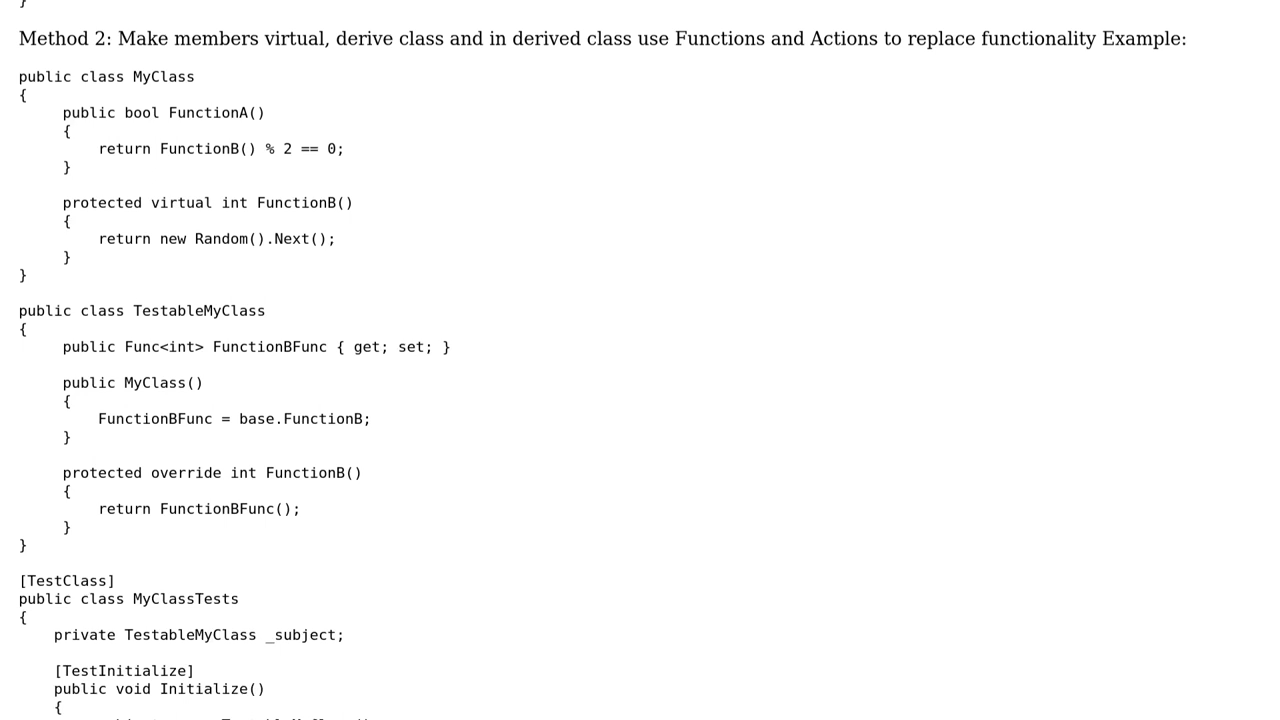 }
Method 2: Make members virtual, derive class and in derived class use Functions and Actions to replace functionality Example:
public class MyClass
{
     public bool FunctionA()
     {
         return FunctionB() % 2 == 0;
     }
     protected virtual int FunctionB()
     {
         return new Random().Next();
     }
}
public class TestableMyClass
{
     public Func<int> FunctionBFunc { get; set; }
     public MyClass()
     {
         FunctionBFunc = base.FunctionB;
     }
     protected override int FunctionB()
     {
         return FunctionBFunc();
     }
}
[TestClass]
public class MyClassTests
{
    private TestableMyClass _subject;
    [TestInitialize]
    public void Initialize()
    {